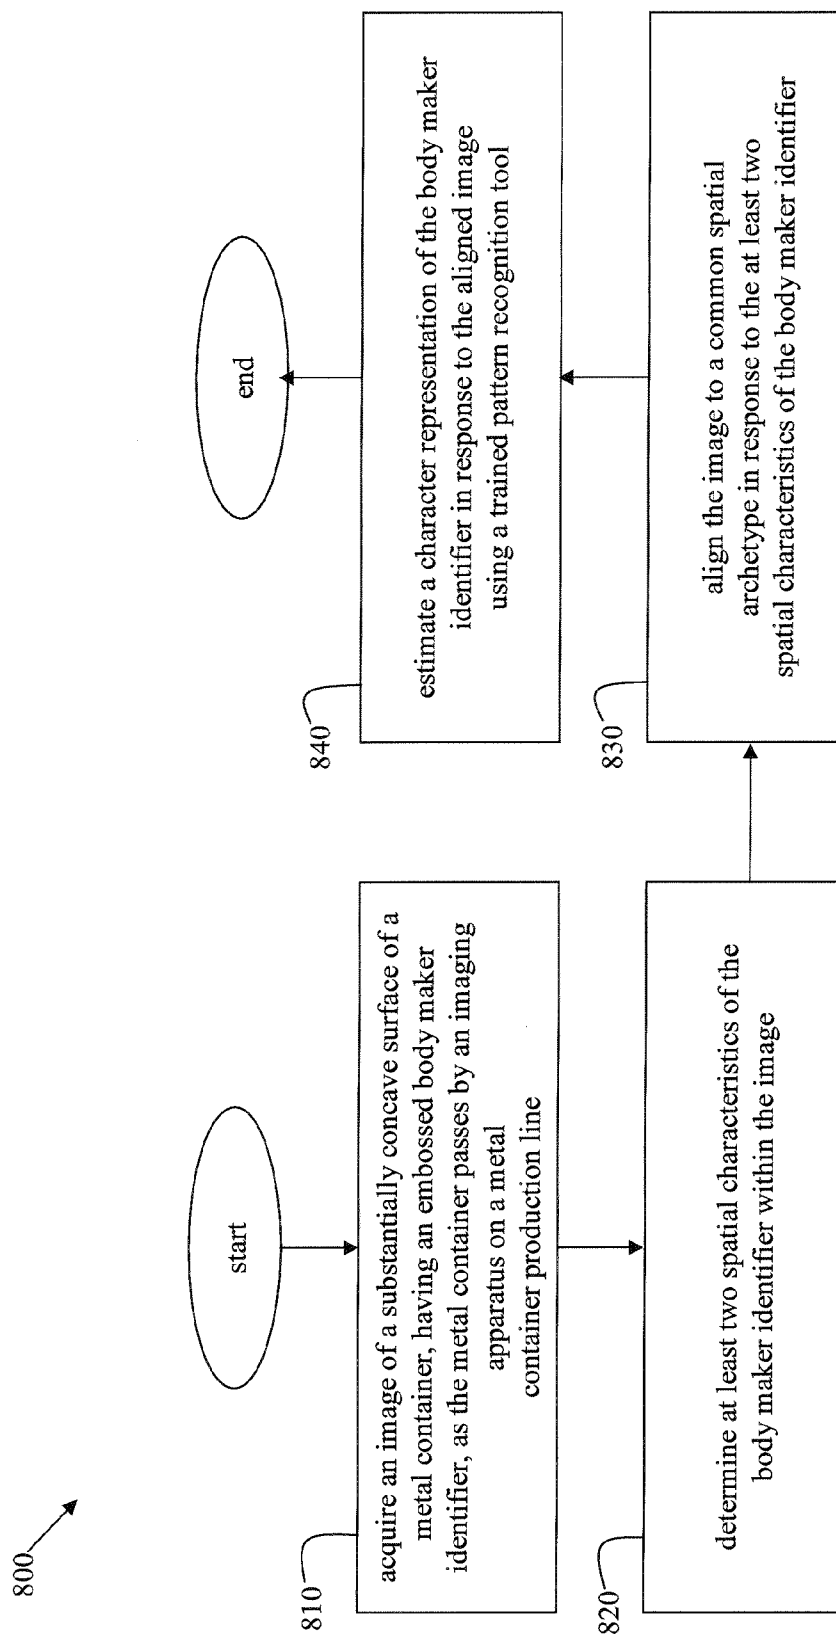 800
start
810
acquire an image of a substantially concave surface of a
metal container, having an embossed body maker
identifier, as the metal container passes by an imaging
apparatus on a metal
container production line
820
determine at least two spatial characteristics of the
body maker identifier within the image
830
align the image to a common spatial
archetype in response to the at least two
spatial characteristics of the body maker identifier
840
estimate a character representation of the body maker
identifier in response to the aligned image
using a trained pattern recognition tool
end